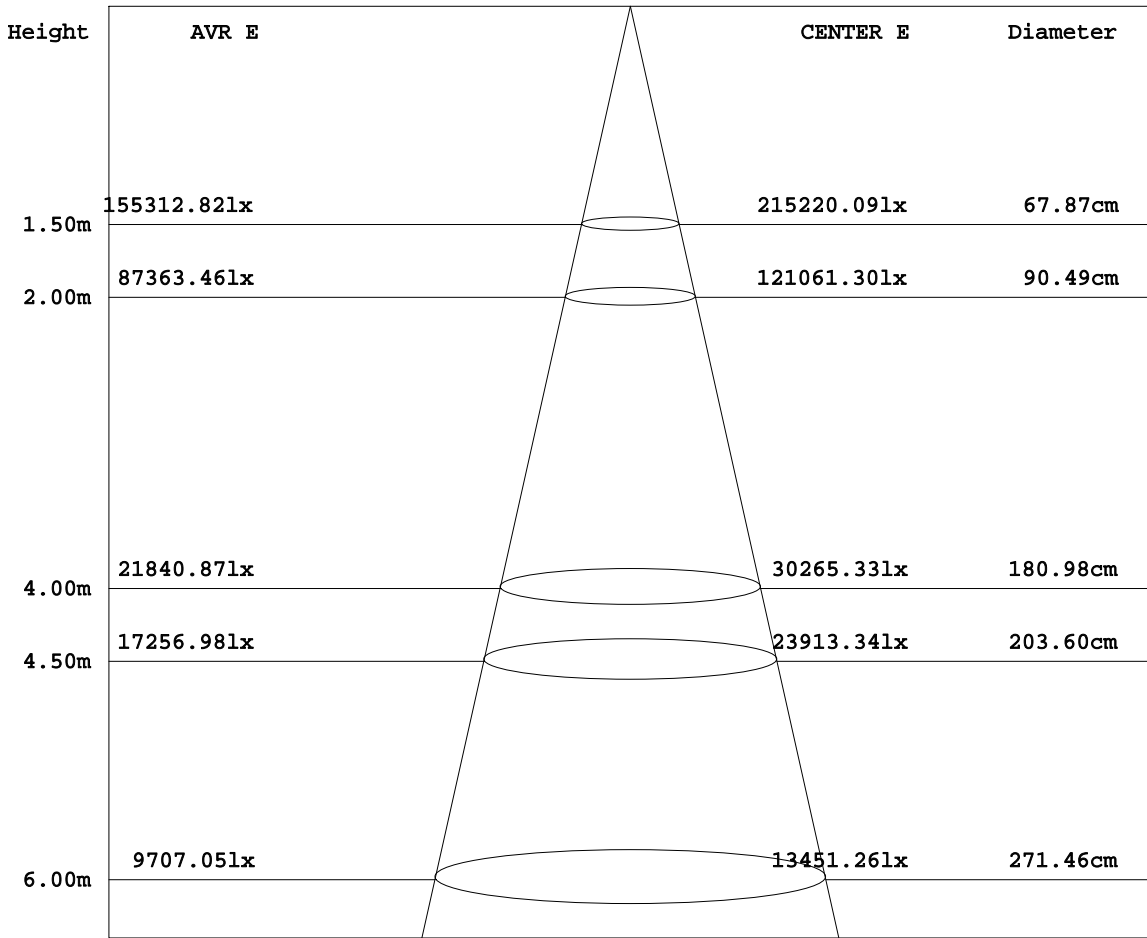 Height AVR E CENTER E Diameter
155312.82lx 215220.09lx 67.87cm
1.50m
87363.46lx 121061.30lx 90.49cm
2.00m
21840.87lx 30265.33lx 180.98cm
4.00m
17256.98lx 23913.34lx 203.60cm
4.50m
9707.05lx 13451.26lx 271.46cm
6.00m